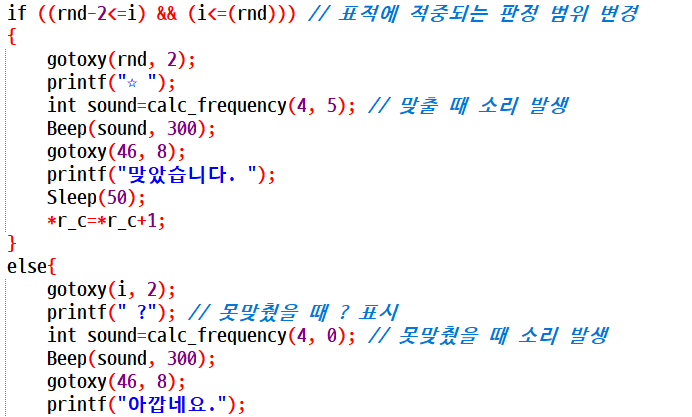 if ((rnd-2<=i) && (i<=(rnd))) // 표적에 적중되는 판정 범위 변경
{
gotoxy(rnd, 2);
printf("☆ ");
int sound=calc_frequency(4, 5); // 맞출 때 소리 발생
Beep(sound, 300);
gotoxy(46, 8);
printf("맞았습니다. ");
Sleep(50);
*r_c=*r_c+1;
}
else{
gotoxy(i, 2);
printf(" ?"); // 못맞췄을 때 ? 표시
int sound=calc_frequency(4, 0); // 못맞췄을 때 소리 발생
Beep(sound, 300);
gotoxy(46, 8);
printf("아깝네요.");